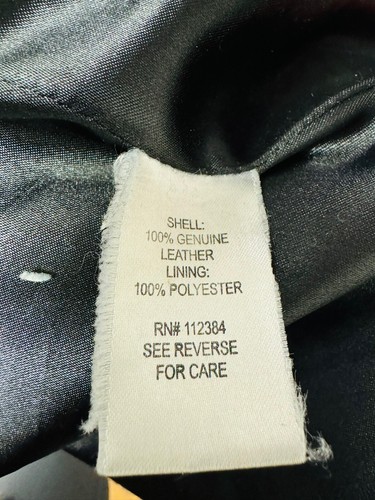 SHELL:
100% GENUINE
LEATHER
LINING:
100% POLYESTER
RN# 112384
SEE REVERSE
FOR CARE